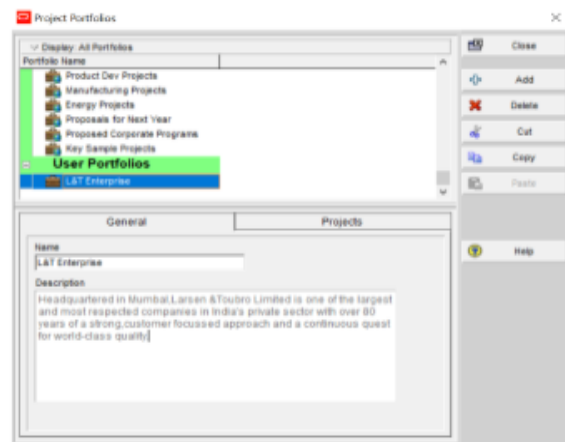 Project Portfolios
Display: All Portfolios
Portfolio Name
Product Dev Projects
Manufacturing Projects
Energy Projects
Proposals for Next Year
Proposed Corporate Programs
Key Sample Projects
User Portfolios
L&T Enterprise
General
Projects
Name
L&T Enterprise
Description
Headquartered in Mumbai,Larsen &Toubro Limited is one of the largest
and most respected companies in India's private sector with over 80
years of a strong,customer focussed approach and a continuous quest
for world-class quality
Close
Add
Delete
Cut
Copy
Paste
Help